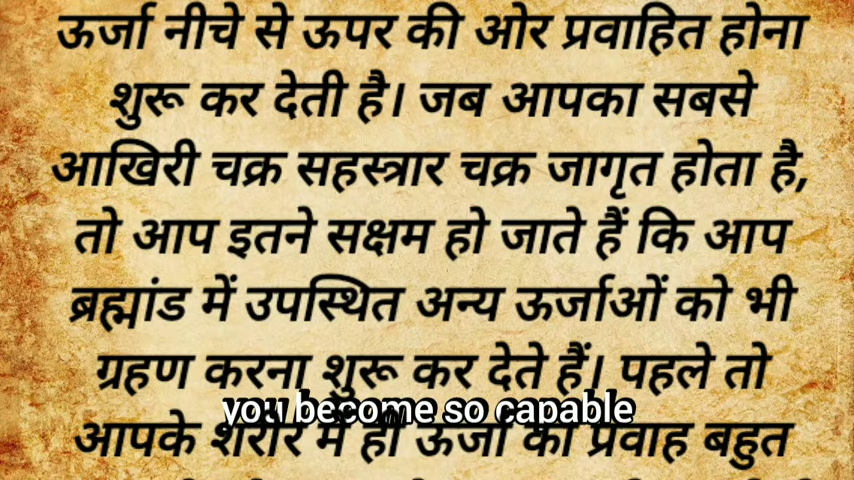 ऊर्जा नीचे से ऊपर की ओर प्रवाहित होना
शुरू कर देती है। जब आपका सबसे
आखिरी चक्र सहस्त्रार चक्र जागृत होता है,
तो आप इतने सक्षम हो जाते हैं कि आप
ब्रह्मांड में उपस्थित अन्य ऊर्जाओं को भी
ग्रहण करना शुरू कर देते हैं। पहले तो
you become so capable
आपके शरीर में ही ऊर्जा का प्रवाह बहुत